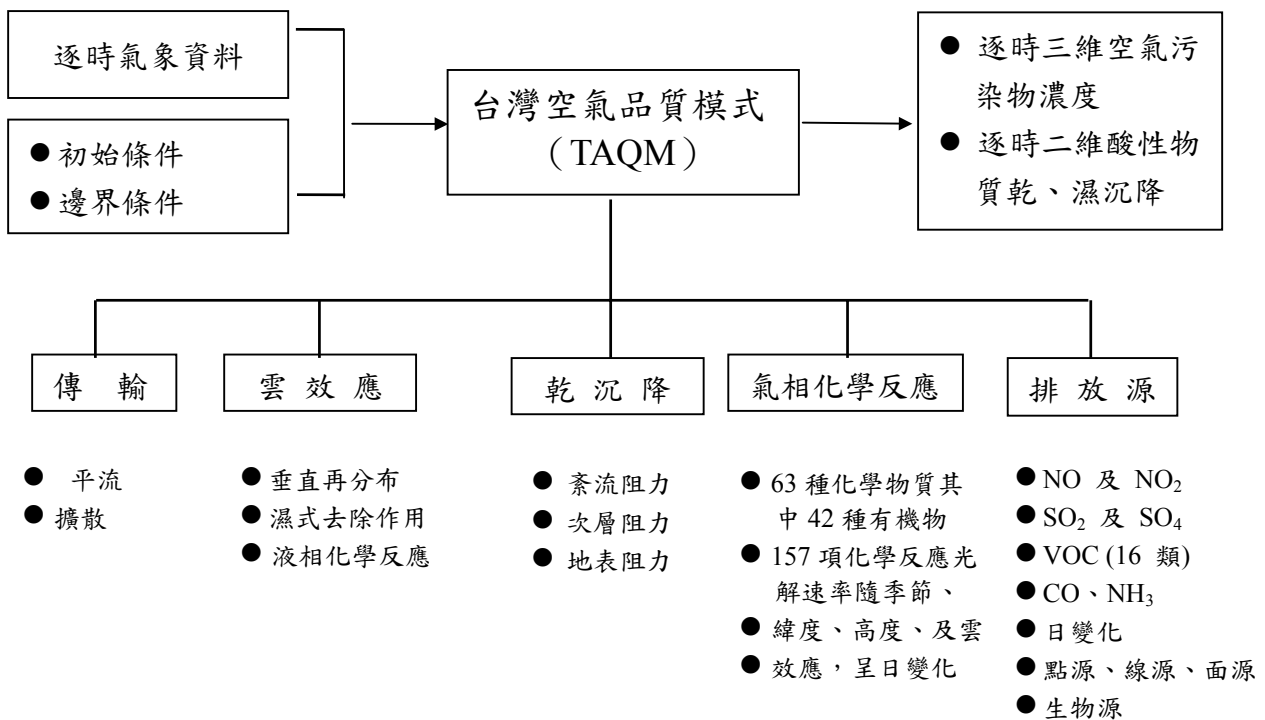 逐時氣象資料
● 初始條件
● 邊界條件
台灣空氣品質模式
（TAQM）
● 逐時三維空氣污
染物濃度
● 逐時二維酸性物
質乾、濕沉降
傳 輸
● 平流
● 擴散
雲 效 應
● 垂直再分布
● 濕式去除作用
● 液相化學反應
乾 沉 降
● 紊流阻力
● 次層阻力
● 地表阻力
氣相化學反應
● 63 種化學物質其
中 42 種有機物
● 157 項化學反應光
解速率隨季節、
● 緯度、高度、及雲
● 效應，呈日變化
排 放 源
● NO 及 NO₂
● SO₂ 及 SO₄
● VOC (16 類)
● CO、NH₃
● 日變化
● 點源、線源、面源
● 生物源